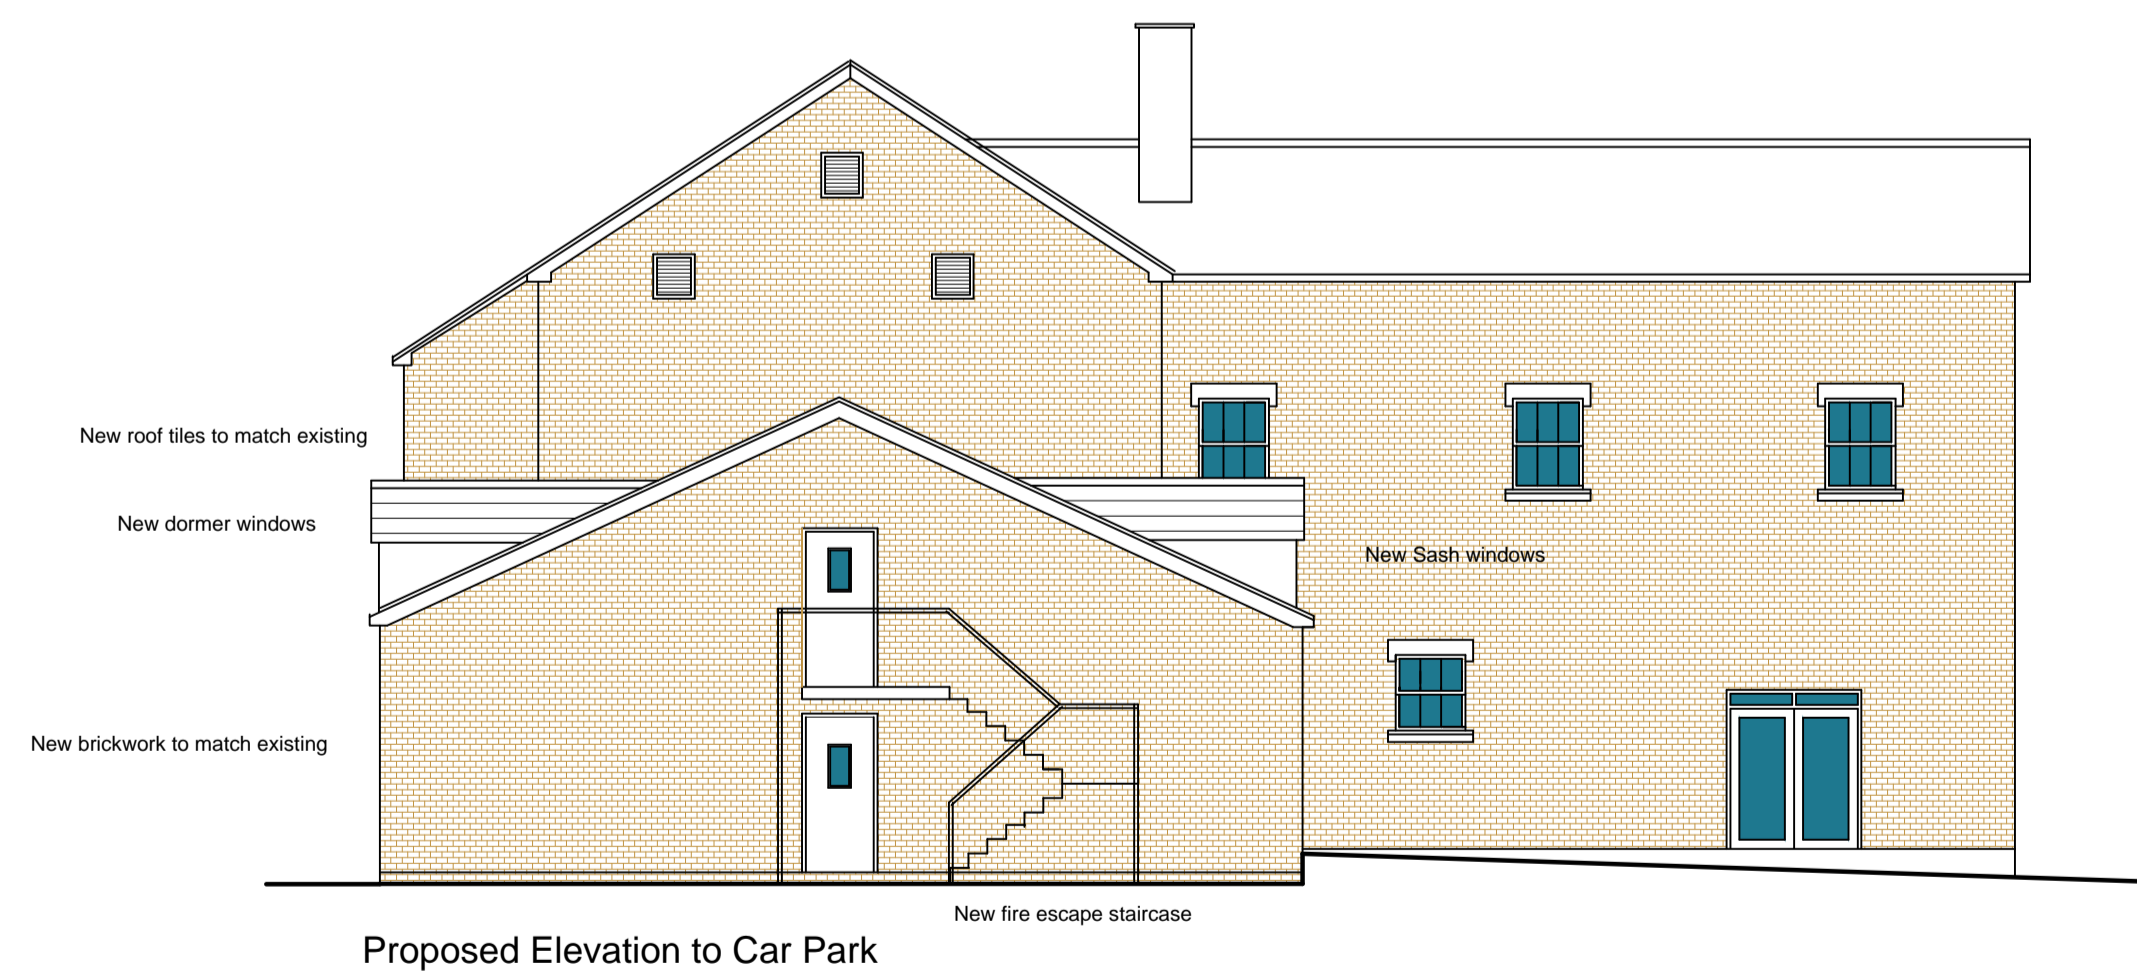 New roof tiles to match existing
New dormer windows
New Sash windows
New brickwork to match existing
New fire escape staircase
Proposed Elevation to Car Park